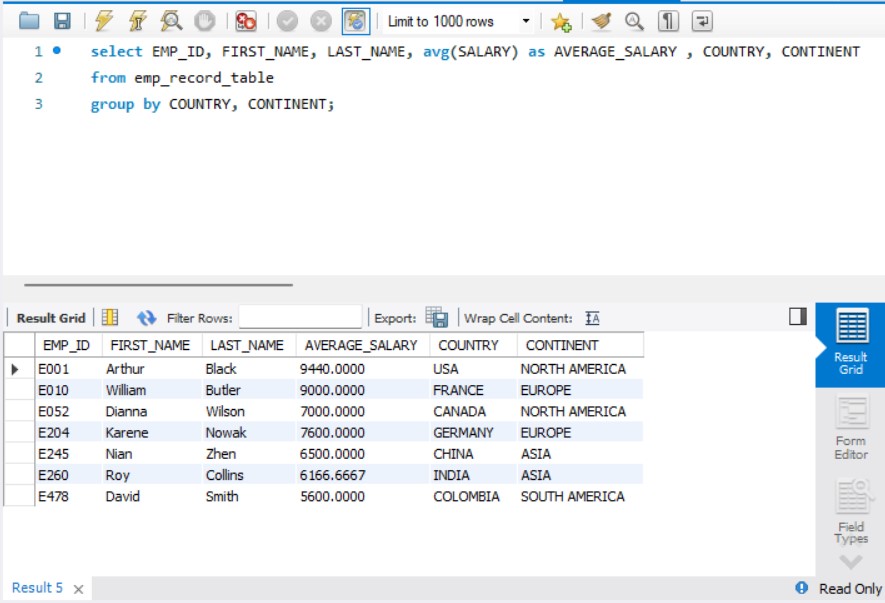 Limit to 1000 rows
1 select EMP_ID, FIRST_NAME, LAST_NAME, avg(SALARY) as AVERAGE_SALARY , COUNTRY, CONTINENT
2 from emp_record_table
3 group by COUNTRY, CONTINENT;
Result Grid Filter Rows: Export: Wrap Cell Content: IA
EMP_ID FIRST_NAME LAST_NAME AVERAGE_SALARY COUNTRY CONTINENT
E001 Arthur Black 9440.0000 USA NORTH AMERICA
E010 William Butler 9000.0000 FRANCE EUROPE
E052 Dianna Wilson 7000.0000 CANADA NORTH AMERICA
E204 Karene Nowak 7600.0000 GERMANY EUROPE
E245 Nian Zhen 6500.0000 CHINA ASIA
E260 Roy Collins 6166.6667 INDIA ASIA
E478 David Smith 5600.0000 COLOMBIA SOUTH AMERICA
Result
Grid
Form
Editor
Field
Types
Result 5 Read Only